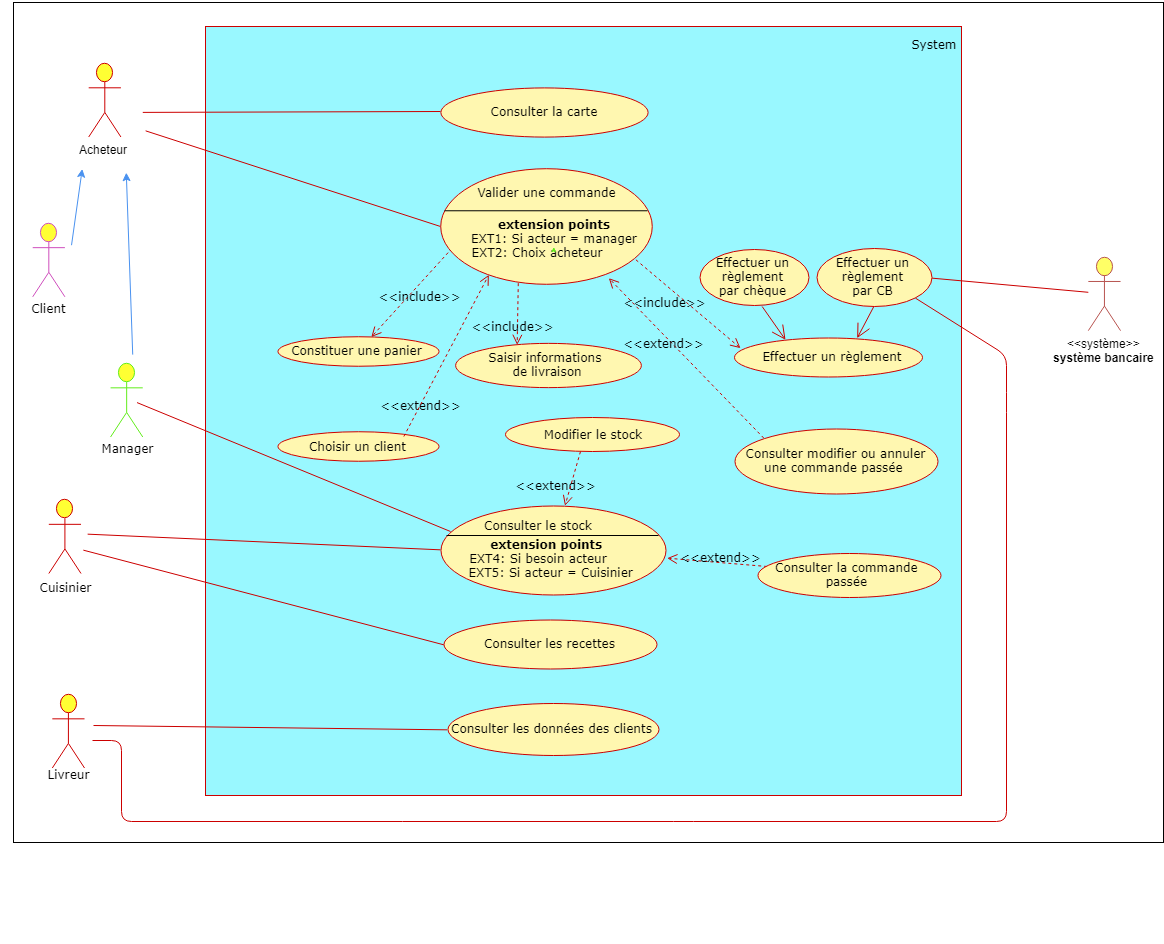 System
Acheteur
Consulter la carte
Valider une commande
extension points
EXT1: Si acteur = manager
EXT2: Choix acheteur
Client
<<include>>
<<include>>
<<include>>
<<extend>>
<<extend>>
Effectuer un
règlement
par chèque
Effectuer un
règlement
par CB
<<système>>
système bancaire
Constituer une panier
Saisir informations
de livraison
Effectuer un règlement
Manager
Choisir un client
Modifier le stock
Consulter modifier ou annuler
une commande passée
<<extend>>
Consulter le stock
extension points
EXT4: Si besoin acteur
EXT5: Si acteur = Cuisinier
<<extend>>
Consulter la commande
passée
Cuisinier
Consulter les recettes
Consulter les données des clients
Livreur